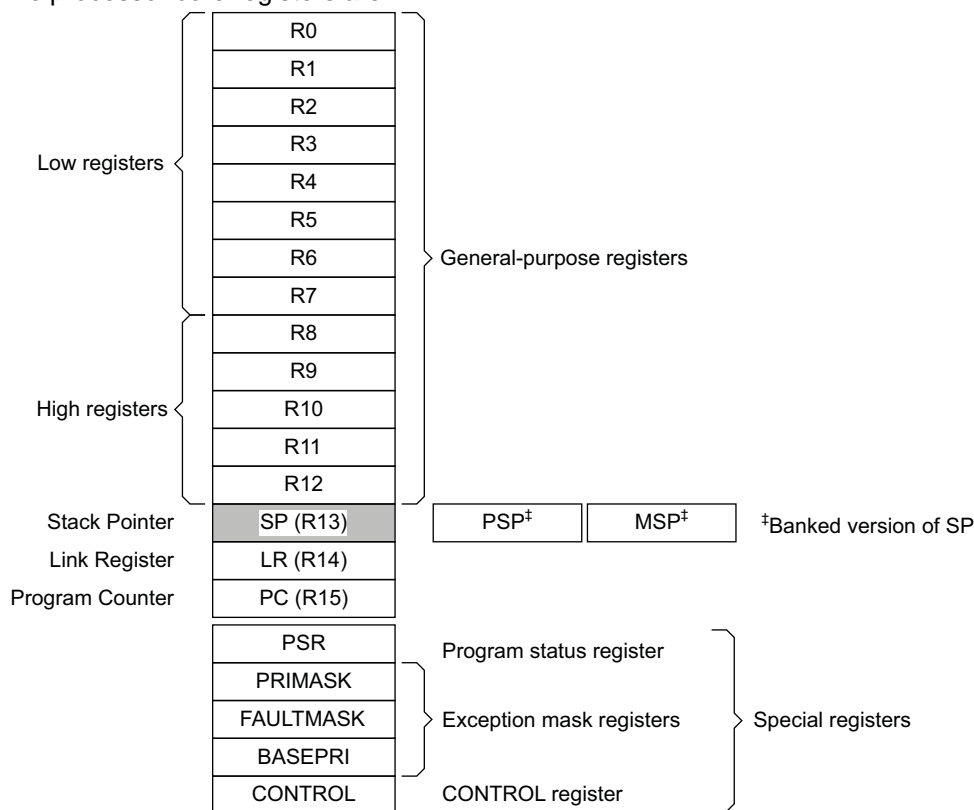 R0
R1
R2
R3
Low registers
R4
R5
R6
General-purpose registers
R7
R8
R9
High registers
R10
R11
R12
Stack Pointer
SP (R13)
PSP‡
MSP‡
‡Banked version of SP
Link Register
LR (R14)
Program Counter
PC (R15)
PSR
Program status register
PRIMASK
FAULTMASK
Exception mask registers
Special registers
BASEPRI
CONTROL
CONTROL register